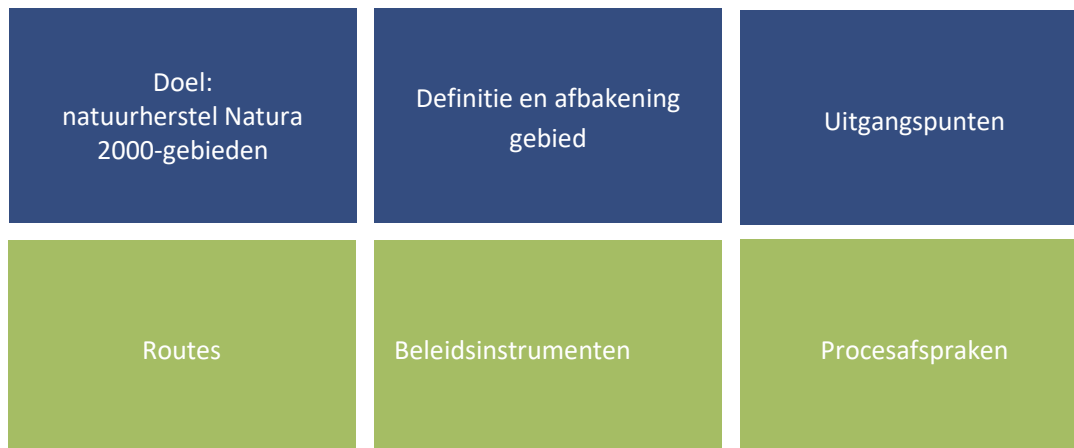 Doel:
natuurherstel Natura
2000-gebieden
Definitie en afbakening
gebied
Uitgangspunten
Routes
Beleidsinstrumenten
Procesafspraken